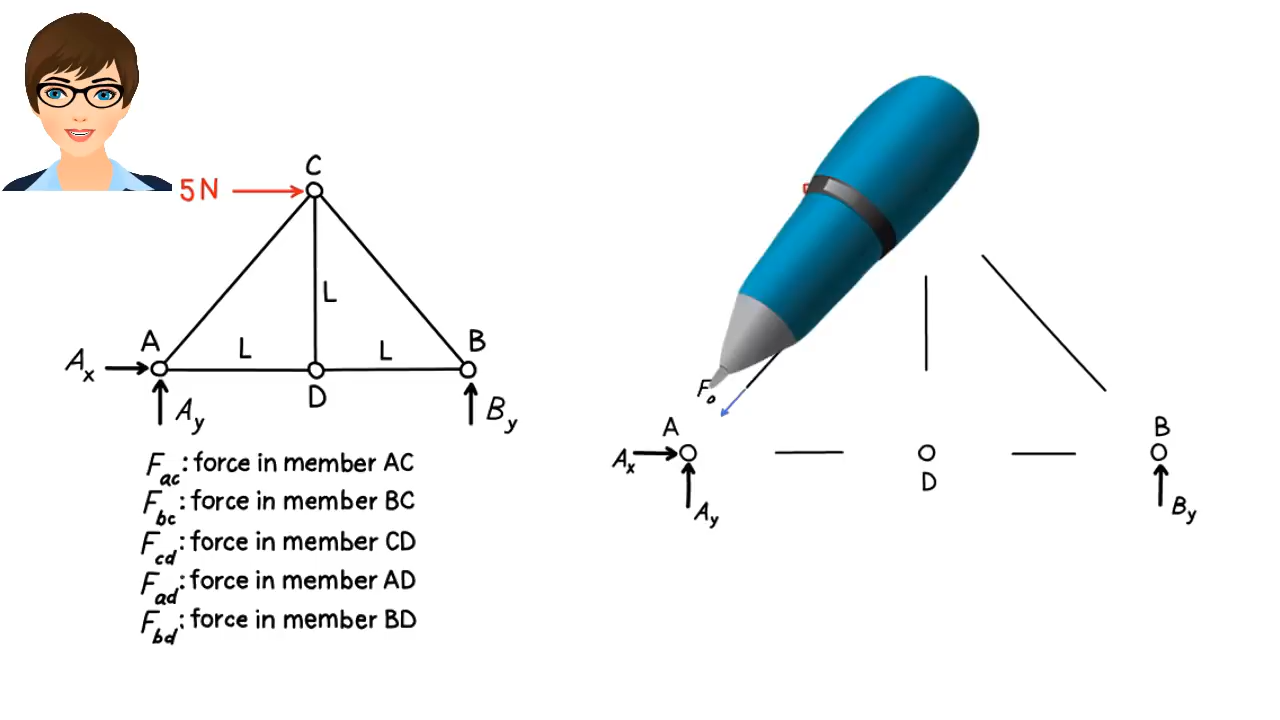 C
5N
L
A
L
L
B
Ax
D
Ay
By
Fac: force in member AC
Fbc: force in member BC
Fcd: force in member CD
Fad: force in member AD
Fbd: force in member BD
F
A
B
Ax
D
Ay
By